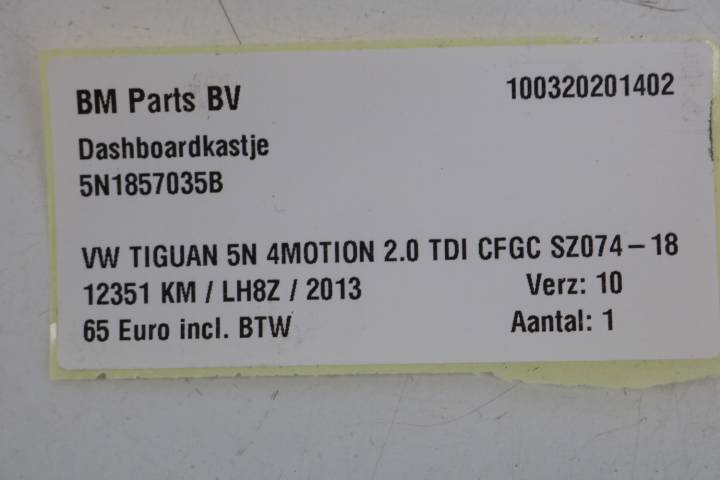 BM Parts BV 100320201402
Dashboardkastje
5N1857035B
VW TIGUAN 5N 4MOTION 2.0 TDI CFGC SZ074-18
12351 KM / LH8Z / 2013 Verz: 10
65 Euro incl. BTW Aantal: 1